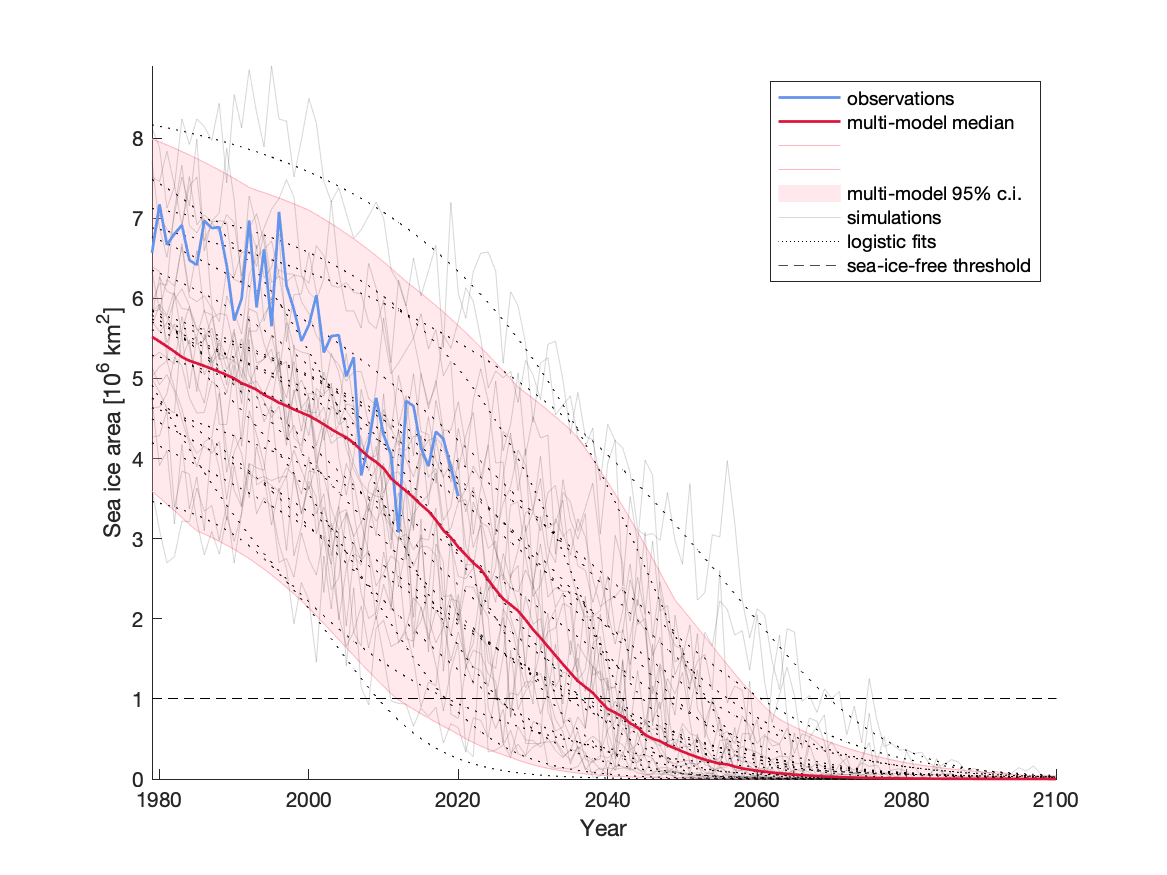 observations
multi-model median
multi-model 95% c.i.
simulations
logistic fits
sea-ice-free threshold
Sea ice area [10⁶ km²]
8
7
6
5
4
3
2
1
0
1980 2000 2020 2040 2060 2080 2100
Year